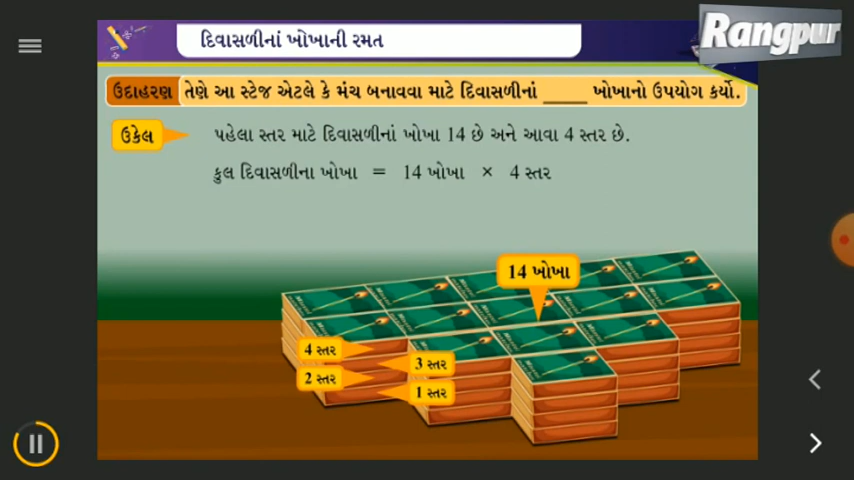 દિવાસળીનાં ખોખાની રમત
Rangpur
ઉદાહરણ તેણે આ સ્ટેજ એટલે કે મંચ બનાવવા માટે દિવાસળીનાં _____ ખોખાનો ઉપયોગ કર્યો.
ઉકેલ પહેલા સ્તર માટે દિવાસળીનાં ખોખા 14 છે અને આવા 4 સ્તર છે.
કુલ દિવાસળીના ખોખા = 14 ખોખા × 4 સ્તર
14 ખોખા
4 સ્તર
3 સ્તર
2 સ્તર
1 સ્તર